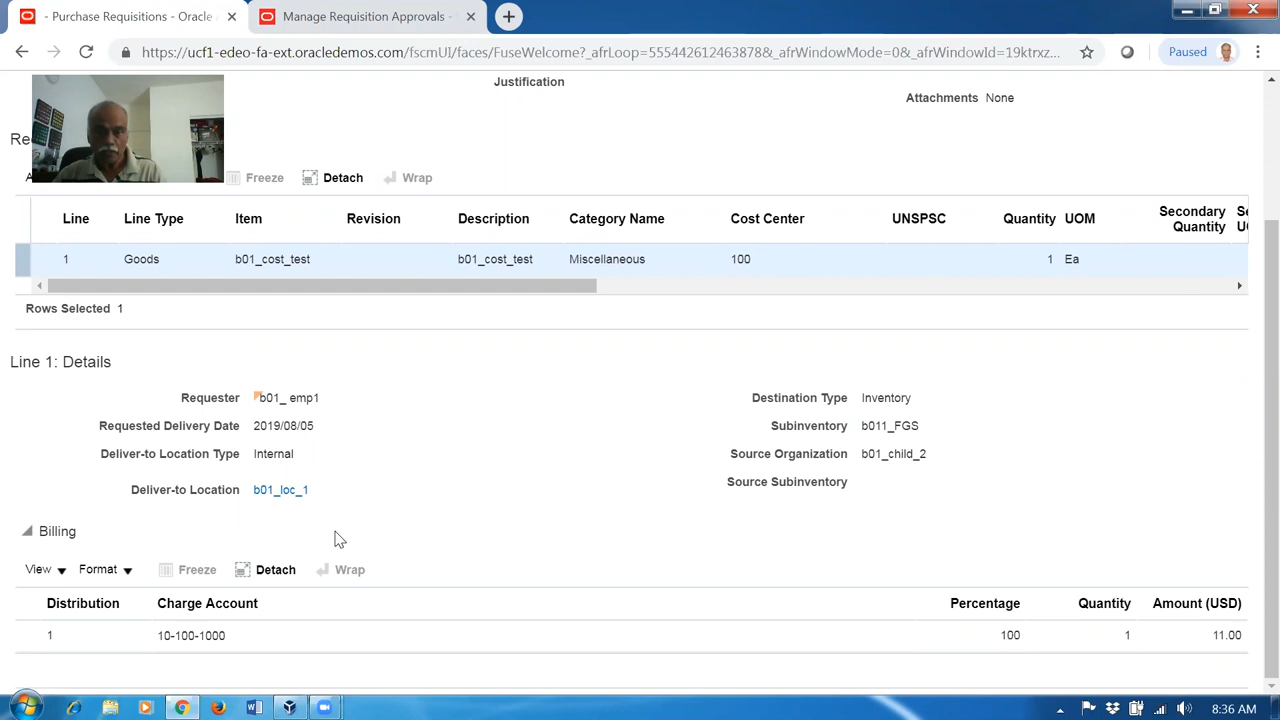 - Purchase Requisitions - Oracle
Manage Requisition Approvals -
https://ucf1-edeo-fa-ext.oracledemos.com/fscmUI/faces/FuseWelcome?_afrLoop=555442612463878&_afrWindowMode=0&_afrWindowId=19ktrxz...
Paused
Justification
Attachments None
Re
A
Freeze Detach Wrap
Line Line Type Item Revision Description Category Name Cost Center UNSPSC Quantity UOM Secondary Quantity Se UO
1 Goods b01_cost_test b01_cost_test Miscellaneous 100 1 Ea
Rows Selected 1
Line 1: Details
Requester b01_ emp1 Destination Type Inventory
Requested Delivery Date 2019/08/05 Subinventory b011_FGS
Deliver-to Location Type Internal Source Organization b01_child_2
Source Subinventory
Deliver-to Location b01_loc_1
Billing
View Format Freeze Detach Wrap
Distribution Charge Account Percentage Quantity Amount (USD)
1 10-100-1000 100 1 11.00
8:36 AM